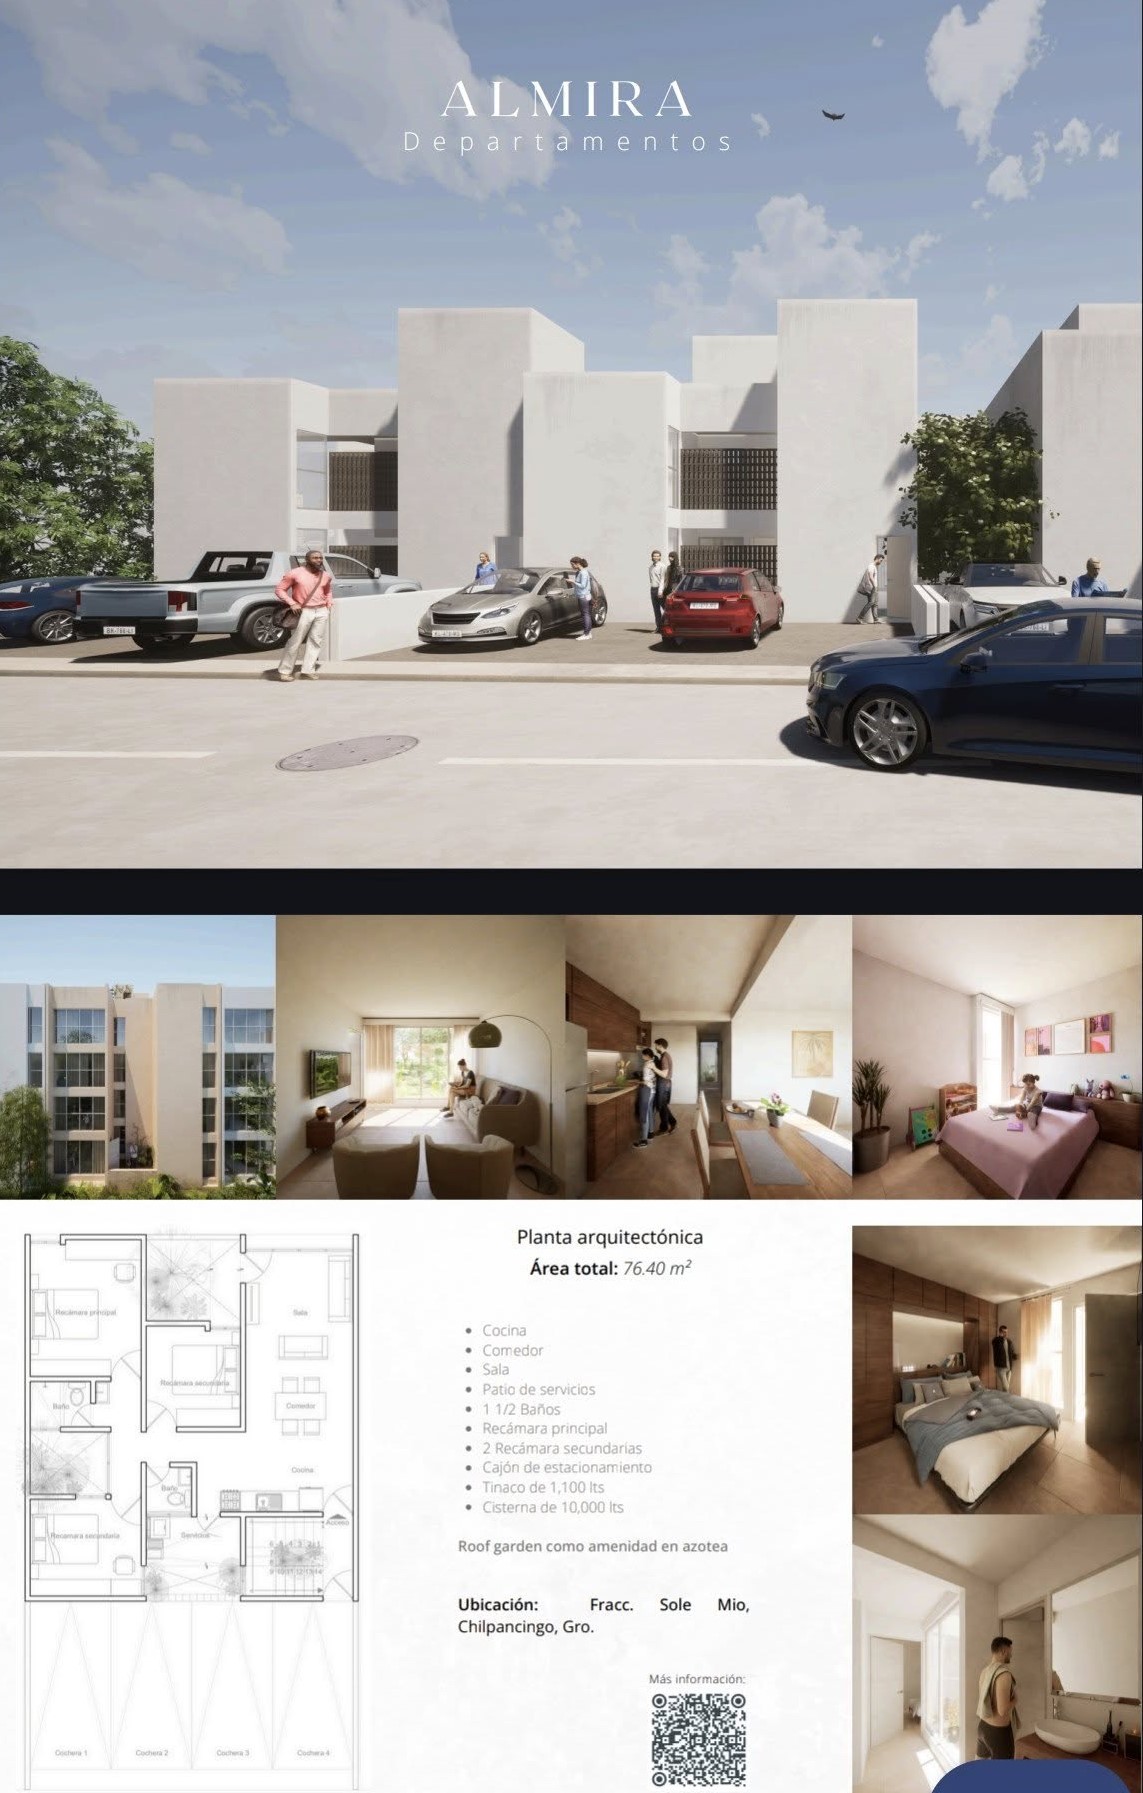 ALMIRA
Departamentos
Planta arquitectónica
Área total: 76.40 m²
Cocina
Comedor
Sala
Patio de servicios
1 1/2 Baños
Recámara principal
2 Recámara secundarias
Cajón de estacionamiento
Tinaco de 1,100 lts
Cisterna de 10,000 lts
Roof garden como amenidad en azotea
Ubicación: Fracc. Sole Mio,
Chilpancingo, Gro.
Más información:
Recámara principal
Sala
Recámara secundaria
Baño
Comedor
Cocina
Baño
Acceso
Recamara secundaria
Servicios
Cochera 1
Cochera 2
Cochera 3
Cochera 4